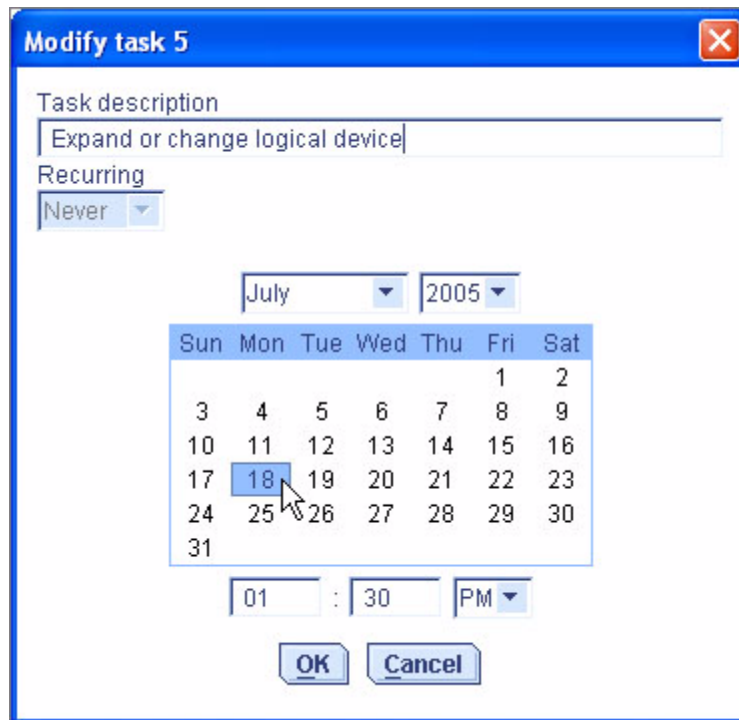 Modify task 5
Task description
Expand or change logical device
Recurring
Never
July 2005
Sun Mon Tue Wed Thu Fri Sat
1 2
3 4 5 6 7 8 9
10 11 12 13 14 15 16
17 18 19 20 21 22 23
24 25 26 27 28 29 30
31
01 : 30 PM
OK Cancel